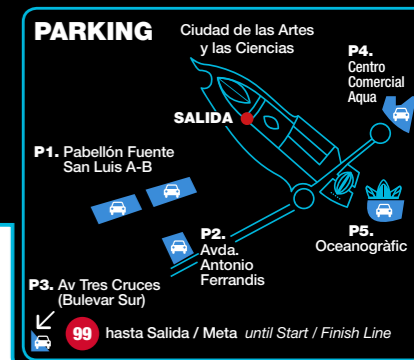 PARKING
Ciudad de las Artes
y las Ciencias
P4.
Centro
Comercial
Aqua
SALIDA
P1. Pabellón Fuente
San Luis A-B
P2.
Avda.
Antonio
Ferrandis
P5.
Oceanogràfic
P3. Av Tres Cruces
(Bulevar Sur)
99 hasta Salida / Meta until Start / Finish Line